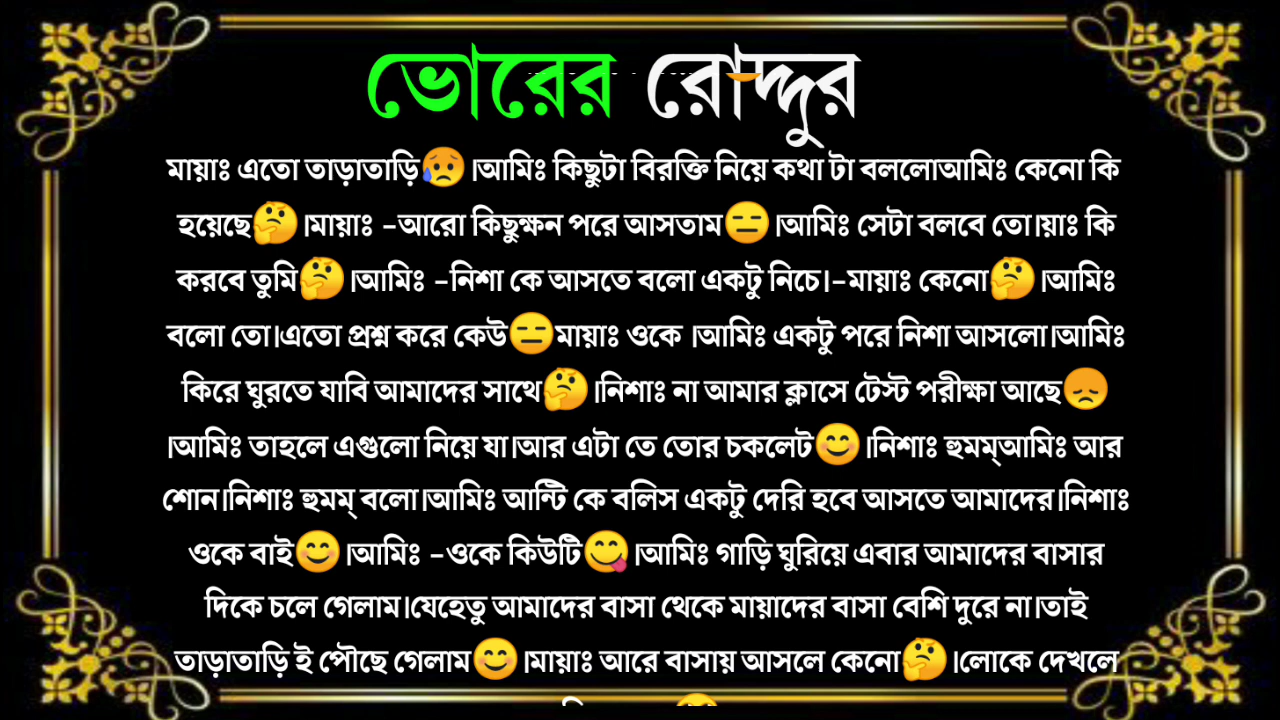 ভোরের রোদ্দুর
মায়াঃ এতো তাড়াতাড়ি😥।আমিঃ কিছুটা বিরক্তি নিয়ে কথা টা বললোআমিঃ কেনো কি
হয়েছে🤔।মায়াঃ -আরো কিছুক্ষন পরে আসতাম😑।আমিঃ সেটা বলবে তো।য়াঃ কি
করবে তুমি🤔।আমিঃ -নিশা কে আসতে বলো একটু নিচে।-মায়াঃ কেনো🤔।আমিঃ
বলো তো।এতো প্রশ্ন করে কেউ😑মায়াঃ ওকে ।আমিঃ একটু পরে নিশা আসলো।আমিঃ
কিরে ঘুরতে যাবি আমাদের সাথে🤔।নিশাঃ না আমার ক্লাসে টেস্ট পরীক্ষা আছে😞
।আমিঃ তাহলে এগুলো নিয়ে যা।আর এটা তে তোর চকলেট😊।নিশাঃ হুমম্আমিঃ আর
শোন।নিশাঃ হুমম্ বলো।আমিঃ আন্টি কে বলিস একটু দেরি হবে আসতে আমাদের।নিশাঃ
ওকে বাই😊।আমিঃ -ওকে কিউটি😋।আমিঃ গাড়ি ঘুরিয়ে এবার আমাদের বাসার
দিকে চলে গেলাম।যেহেতু আমাদের বাসা থেকে মায়াদের বাসা বেশি দুরে না।তাই
তাড়াতাড়ি ই পৌছে গেলাম😊।মায়াঃ আরে বাসায় আসলে কেনো🤔।লোকে দেখলে